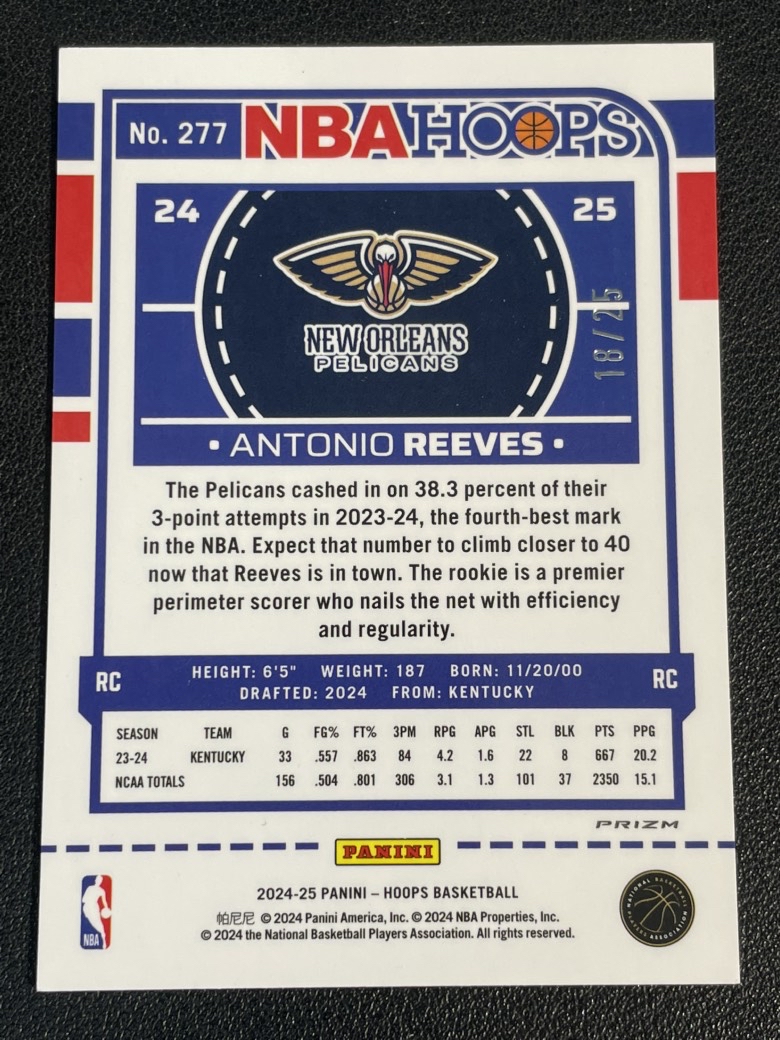 No. 277 NBA HOOPS
24 25
18/25
NEW ORLEANS
PELICANS
• ANTONIO REEVES •
The Pelicans cashed in on 38.3 percent of their
3-point attempts in 2023-24, the fourth-best mark
in the NBA. Expect that number to climb closer to 40
now that Reeves is in town. The rookie is a premier
perimeter scorer who nails the net with efficiency
and regularity.
RC HEIGHT: 6'5" WEIGHT: 187 BORN: 11/20/00 RC
DRAFTED: 2024 FROM: KENTUCKY
SEASON TEAM G FG% FT% 3PM RPG APG STL BLK PTS PPG
23-24 KENTUCKY 33 .557 .863 84 4.2 1.6 22 8 667 20.2
NCAA TOTALS 156 .504 .801 306 3.1 1.3 101 37 2350 15.1
PRIZM
PANINI
2024-25 PANINI – HOOPS BASKETBALL
帕尼尼 © 2024 Panini America, Inc. © 2024 NBA Properties, Inc.
© 2024 the National Basketball Players Association. All rights reserved.
NBA
NATIONAL BASKETBALL PLAYERS ASSOCIATION